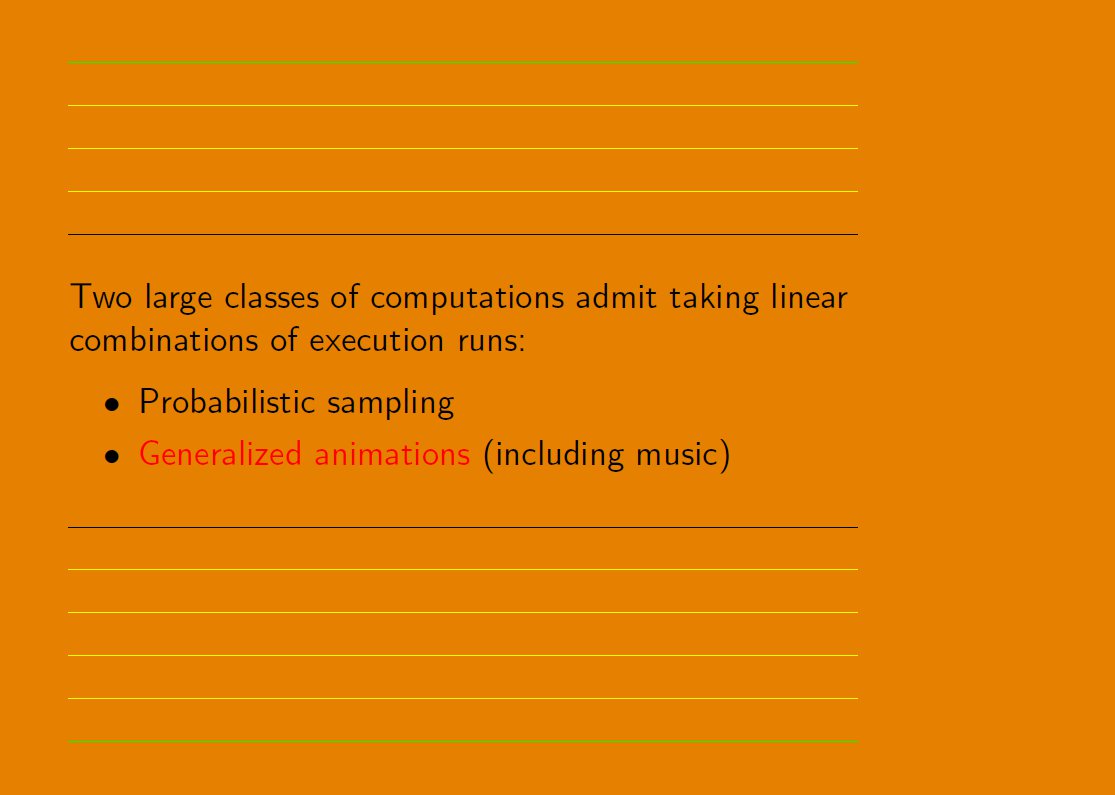 Two large classes of computations admit taking linear
combinations of execution runs:
• Probabilistic sampling
• Generalized animations (including music)